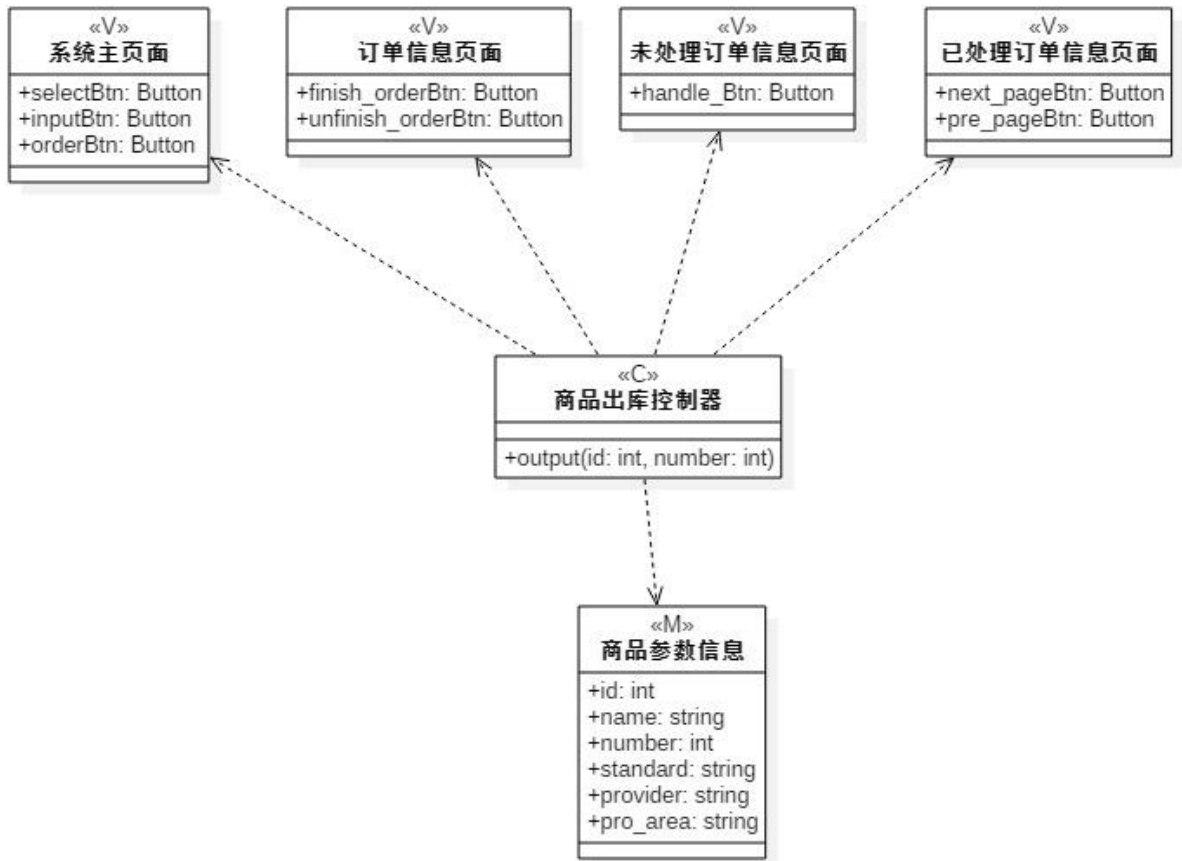 «V»
系统主页面
+selectBtn: Button
+inputBtn: Button
+orderBtn: Button
«V»
订单信息页面
+finish_orderBtn: Button
+unfinish_orderBtn: Button
«V»
未处理订单信息页面
+handle_Btn: Button
«V»
已处理订单信息页面
+next_pageBtn: Button
+pre_pageBtn: Button
«C»
商品出库控制器
+output(id: int, number: int)
«M»
商品参数信息
+id: int
+name: string
+number: int
+standard: string
+provider: string
+pro_area: string